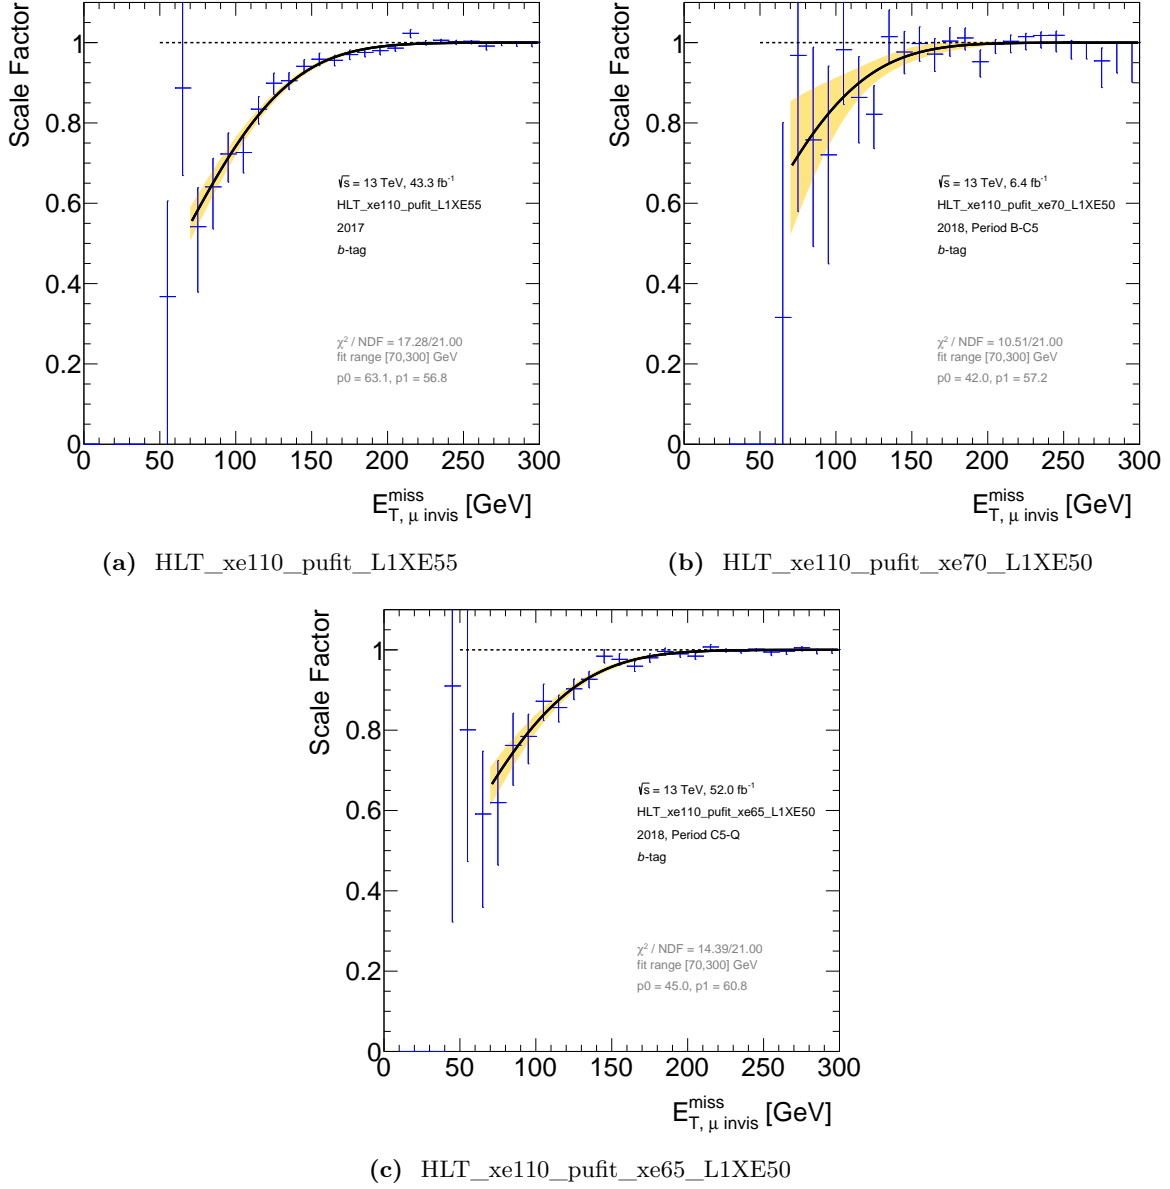 Scale Factor
1
0.8
0.6
0.4
0.2
0
0 50 100 150 200 250 300
E_{T, μ invis}^{miss} [GeV]
√s = 13 TeV, 43.3 fb⁻¹
HLT_xe110_pufit_L1XE55
2017
b-tag
χ² / NDF = 17.28/21.00
fit range [70,300] GeV
p0 = 63.1, p1 = 56.8
(a) HLT_xe110_pufit_L1XE55
Scale Factor
1
0.8
0.6
0.4
0.2
0
0 50 100 150 200 250 300
E_{T, μ invis}^{miss} [GeV]
√s = 13 TeV, 6.4 fb⁻¹
HLT_xe110_pufit_xe70_L1XE50
2018, Period B-C5
b-tag
χ² / NDF = 10.51/21.00
fit range [70,300] GeV
p0 = 42.0, p1 = 57.2
(b) HLT_xe110_pufit_xe70_L1XE50
Scale Factor
1
0.8
0.6
0.4
0.2
0
0 50 100 150 200 250 300
E_{T, μ invis}^{miss} [GeV]
√s = 13 TeV, 52.0 fb⁻¹
HLT_xe110_pufit_xe65_L1XE50
2018, Period C5-Q
b-tag
χ² / NDF = 14.39/21.00
fit range [70,300] GeV
p0 = 45.0, p1 = 60.8
(c) HLT_xe110_pufit_xe65_L1XE50